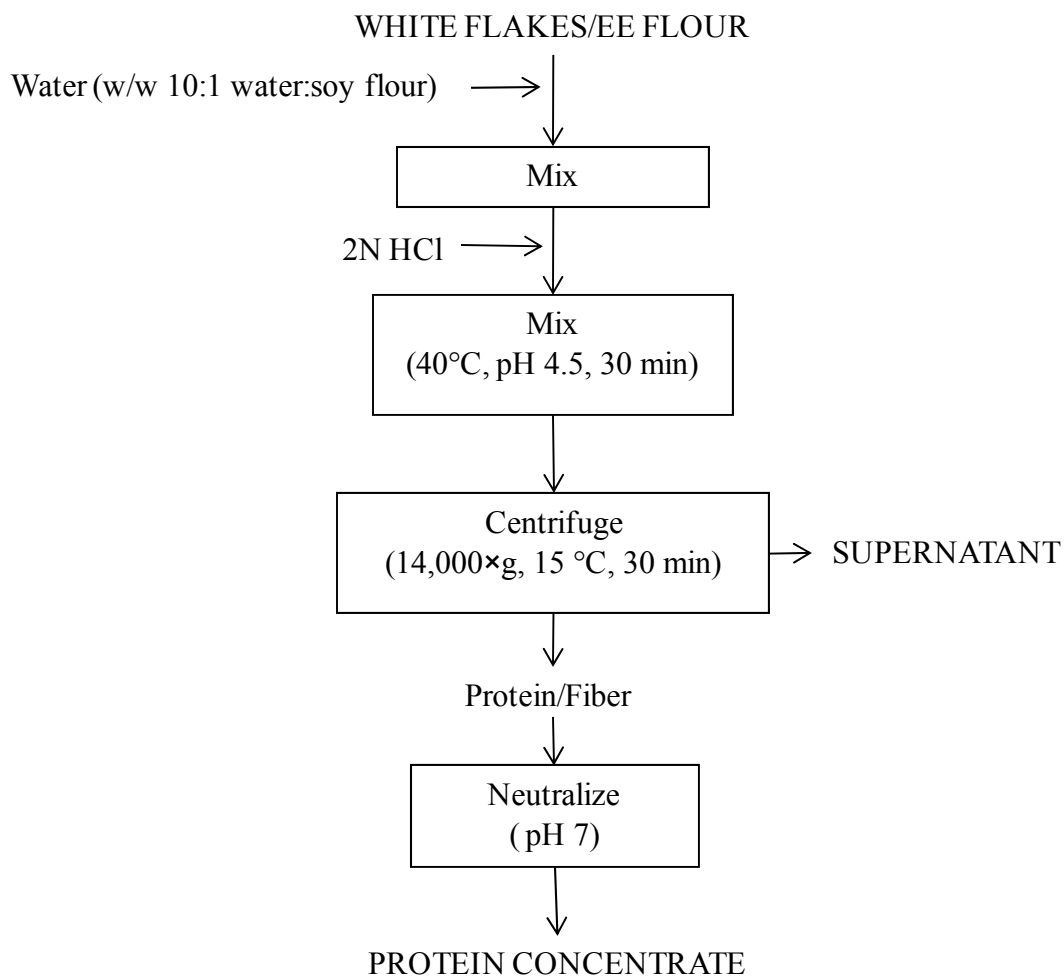 WHITE FLAKES/EE FLOUR
Water (w/w 10:1 water:soy flour)
Mix
2N HCl
Mix
(40°C, pH 4.5, 30 min)
Centrifuge
(14,000×g, 15 °C, 30 min)
SUPERNATANT
Protein/Fiber
Neutralize
( pH 7)
PROTEIN CONCENTRATE